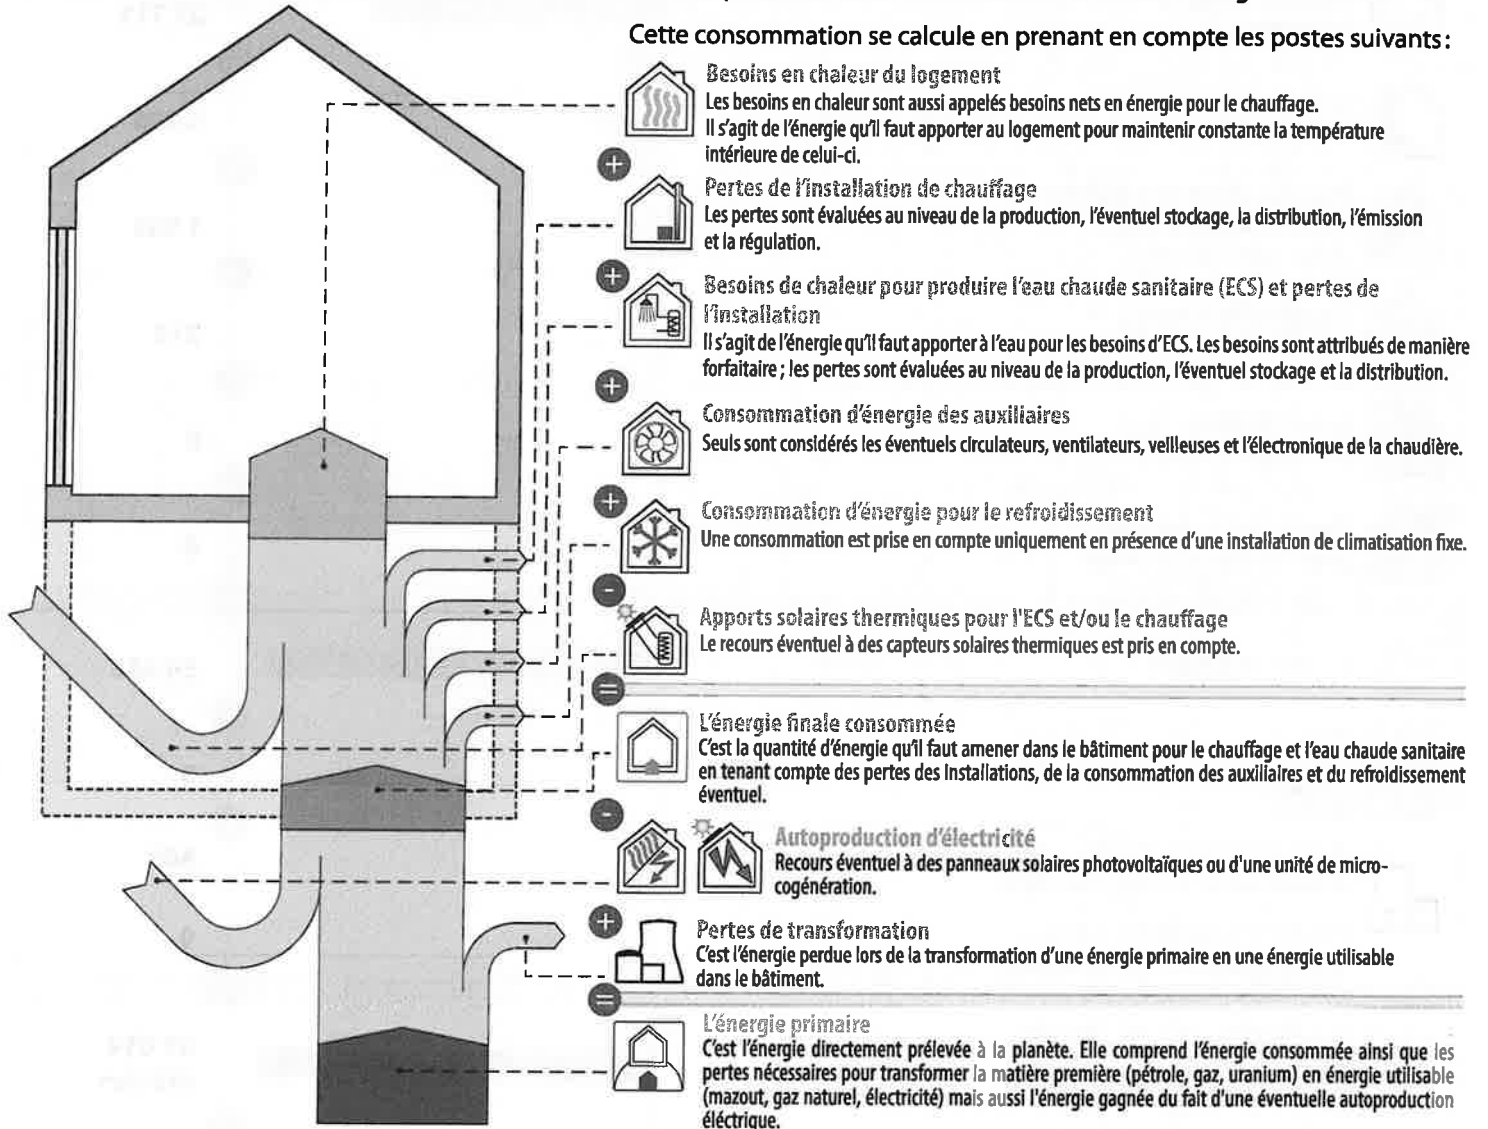 Cette consommation se calcule en prenant en compte les postes suivants :
Besoins en chaleur du logement
Les besoins en chaleur sont aussi appelés besoins nets en énergie pour le chauffage.
Il s'agit de l'énergie qu'il faut apporter au logement pour maintenir constante la température
intérieure de celui-ci.
+
Pertes de l'installation de chauffage
Les pertes sont évaluées au niveau de la production, l'éventuel stockage, la distribution, l'émission
et la régulation.
+
Besoins de chaleur pour produire l'eau chaude sanitaire (ECS) et pertes de
l'installation
Il s'agit de l'énergie qu'il faut apporter à l'eau pour les besoins d'ECS. Les besoins sont attribués de manière
forfaitaire ; les pertes sont évaluées au niveau de la production, l'éventuel stockage et la distribution.
+
Consommation d'énergie des auxiliaires
Seuls sont considérés les éventuels circulateurs, ventilateurs, veilleuses et l'électronique de la chaudière.
+
Consommation d'énergie pour le refroidissement
Une consommation est prise en compte uniquement en présence d'une installation de climatisation fixe.
-
Apports solaires thermiques pour l'ECS et/ou le chauffage
Le recours éventuel à des capteurs solaires thermiques est pris en compte.
=
L'énergie finale consommée
C'est la quantité d'énergie qu'il faut amener dans le bâtiment pour le chauffage et l'eau chaude sanitaire
en tenant compte des pertes des Installations, de la consommation des auxiliaires et du refroidissement
éventuel.
-
Autoproduction d'électricité
Recours éventuel à des panneaux solaires photovoltaïques ou d'une unité de micro-
cogénération.
+
Pertes de transformation
C'est l'énergie perdue lors de la transformation d'une énergie primaire en une énergie utilisable
dans le bâtiment.
=
L'énergie primaire
C'est l'énergie directement prélevée à la planète. Elle comprend l'énergie consommée ainsi que les
pertes nécessaires pour transformer la matière première (pétrole, gaz, uranium) en énergie utilisable
(mazout, gaz naturel, électricité) mais aussi l'énergie gagnée du fait d'une éventuelle autoproduction
éléctrique.